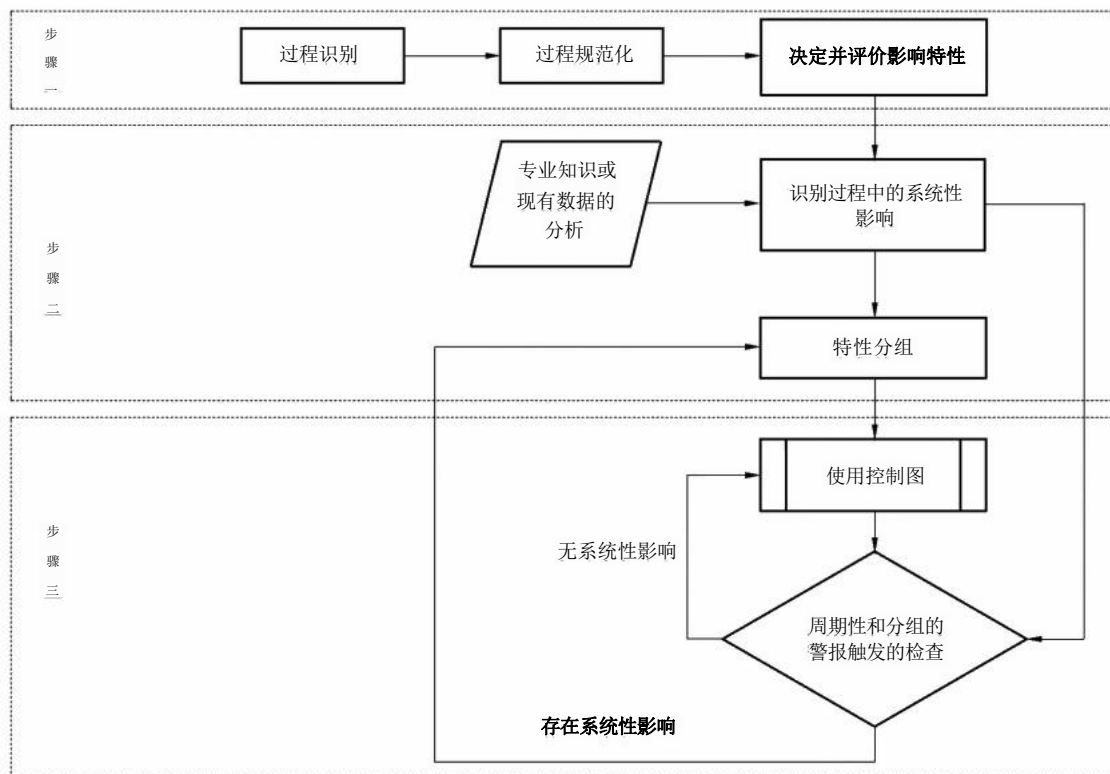 步
骤
一
过程识别
过程规范化
决定并评价影响特性
步
骤
二
专业知识或
现有数据的
分析
识别过程中的系统性
影响
特性分组
步
骤
三
使用控制图
无系统性影响
周期性和分组的
警报触发的检查
存在系统性影响